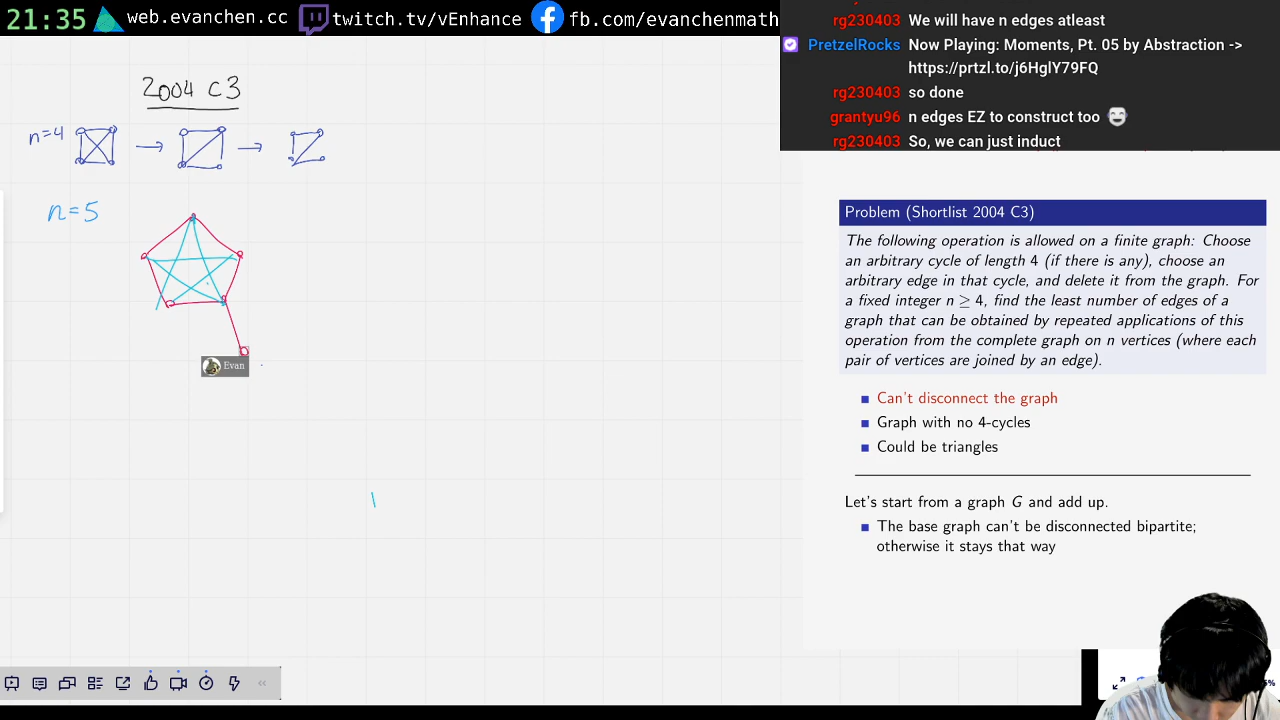 21:35 web.evanchen.cc twitch.tv/vEnhance fb.com/evanchenmath
rg230403 We will have n edges atleast
PretzelRocks Now Playing: Moments, Pt. 05 by Abstraction ->
https://prtzl.to/j6HglY79FQ
rg230403 so done
grantyu96 n edges EZ to construct too
rg230403 So, we can just induct
2004 C3
n=4
n=5
Evan
Problem (Shortlist 2004 C3)
The following operation is allowed on a finite graph: Choose
an arbitrary cycle of length 4 (if there is any), choose an
arbitrary edge in that cycle, and delete it from the graph. For
a fixed integer n ≥ 4, find the least number of edges of a
graph that can be obtained by repeated applications of this
operation from the complete graph on n vertices (where each
pair of vertices are joined by an edge).
Can't disconnect the graph
Graph with no 4-cycles
Could be triangles
Let's start from a graph G and add up.
The base graph can't be disconnected bipartite;
otherwise it stays that way